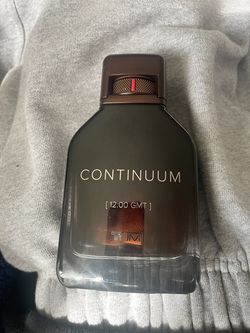 CONTINUUM
[ 12:00 GMT ]
TUMI